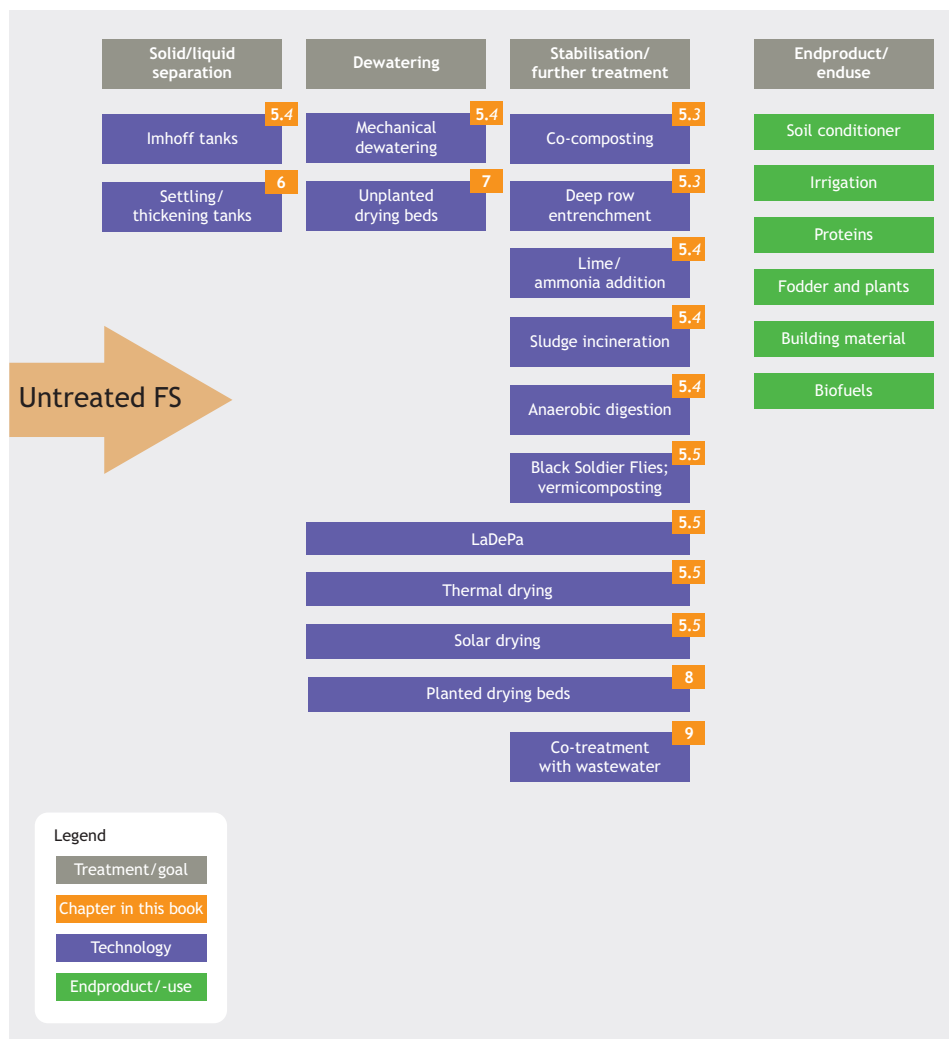 Solid/liquid
separation
Dewatering
Stabilisation/
further treatment
Endproduct/
enduse
5.4
Imhoff tanks
6
Settling/
thickening tanks
5.4
Mechanical
dewatering
7
Unplanted
drying beds
5.3
Co-composting
5.3
Deep row
entrenchment
5.4
Lime/
ammonia addition
5.4
Sludge incineration
5.4
Anaerobic digestion
5.5
Black Soldier Flies;
vermicomposting
5.5
LaDePa
5.5
Thermal drying
5.5
Solar drying
8
Planted drying beds
9
Co-treatment
with wastewater
Soil conditioner
Irrigation
Proteins
Fodder and plants
Building material
Biofuels
Untreated FS
Legend
Treatment/goal
Chapter in this book
Technology
Endproduct/-use